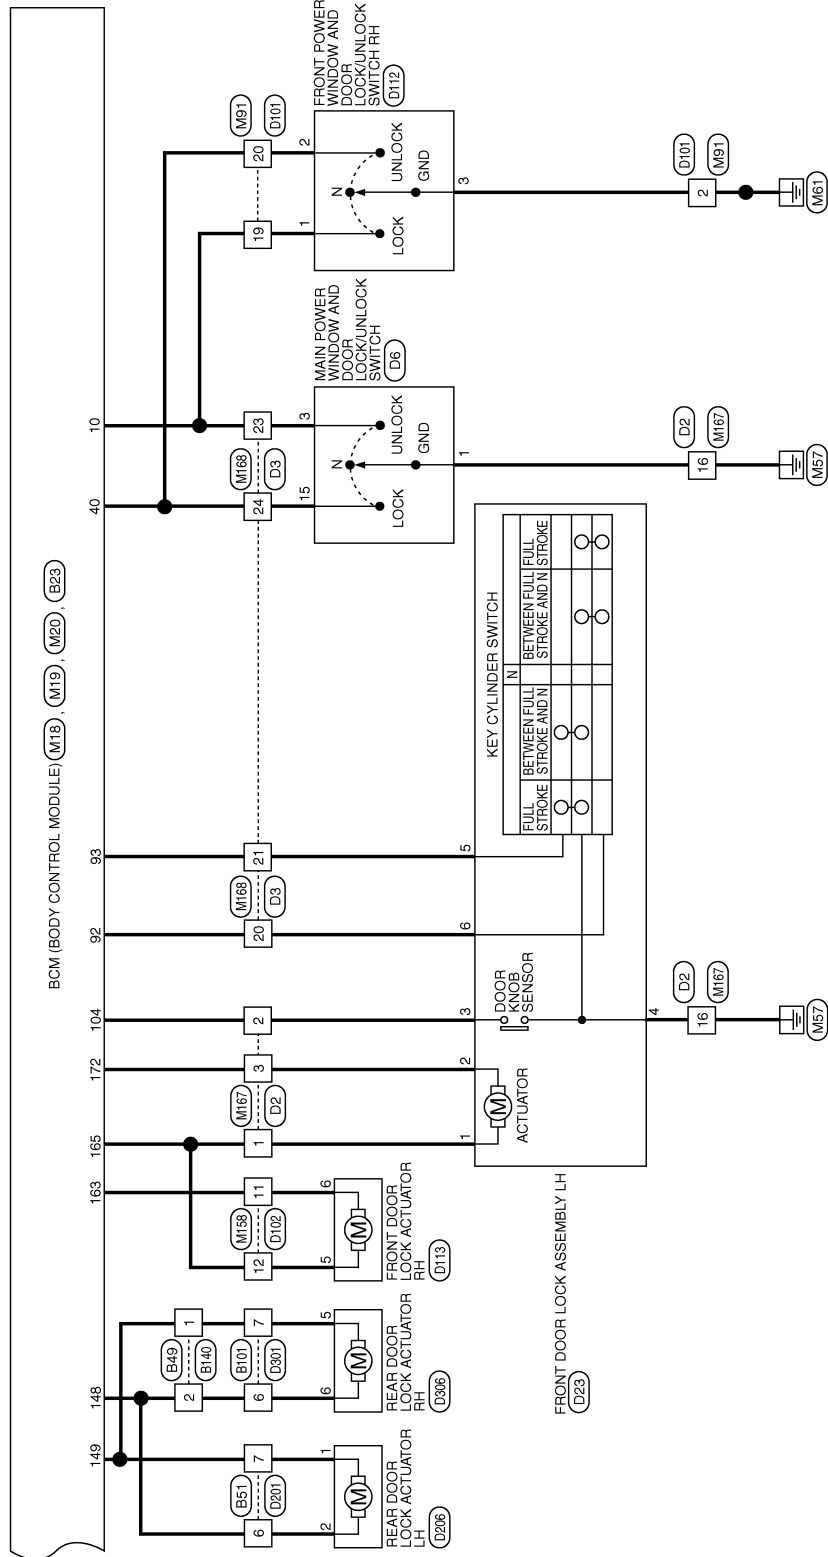 BCM (BODY CONTROL MODULE) M18 , M19 , M20 , B23
149
148
163
165
172
104
92
93
40
10
2
1
B49
B140
6
7
B51
D201
6
7
B101
D301
12
11
M158
D102
1
3
2
M167
D2
20
21
M168
D3
24
23
M168
D3
19
20
M91
D101
2
1
REAR DOOR
LOCK ACTUATOR
LH
D206
M
6
5
REAR DOOR
LOCK ACTUATOR
RH
D306
M
5
6
FRONT DOOR
LOCK ACTUATOR
RH
D113
M
1
2
3
6
5
M
ACTUATOR
DOOR
KNOB
SENSOR
4
KEY CYLINDER SWITCH
FULL
STROKE
BETWEEN FULL
STROKE AND N
N
BETWEEN FULL
STROKE AND N
FULL
STROKE
FRONT DOOR LOCK ASSEMBLY LH
D23
16
D2
M167
M57
15
3
MAIN POWER
WINDOW AND
DOOR
LOCK/UNLOCK
SWITCH
D6
LOCK
N
UNLOCK
GND
1
16
D2
M167
M57
1
2
FRONT POWER
WINDOW AND
DOOR
LOCK/UNLOCK
SWITCH RH
D112
LOCK
N
UNLOCK
GND
3
2
D101
M91
M61